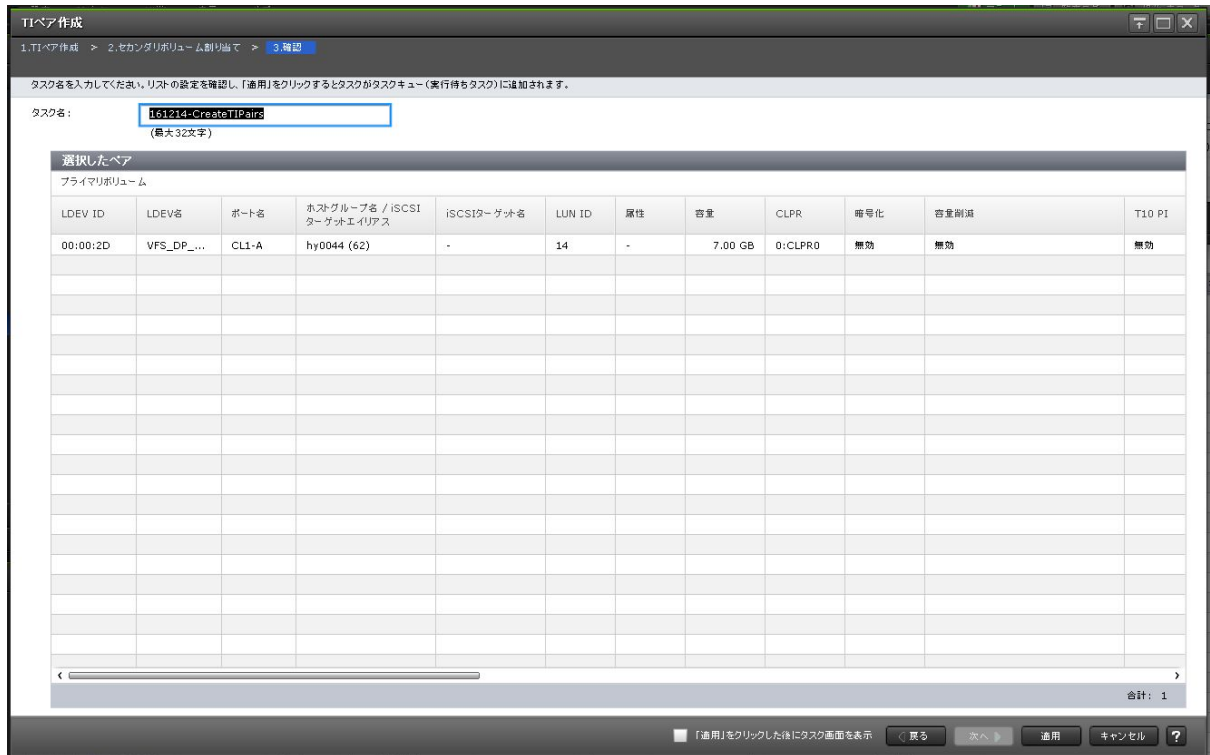 TIペア作成
1.TIペア作成 > 2.セカンダリボリューム割り当て > 3.確認
タスク名を入力してください。リストの設定を確認し、「適用」をクリックするとタスクがタスクキュー(実行待ちタスク)に追加されます。
タスク名: 161214-CreateTIPairs
(最大32文字)
選択したペア
プライマリボリューム
LDEV ID LDEV名 ポート名 ホストグループ名 / iSCSIターゲットエイリアス iSCSIターゲット名 LUN ID 属性 容量 CLPR 暗号化 容量削減 T10 PI
00:00:2D VFS_DP_... CL1-A hy0044 (62) - 14 - 7.00 GB 0:CLPR0 無効 無効 無効
合計: 1
「適用」をクリックした後にタスク画面を表示 戻る 次へ 適用 キャンセル ?